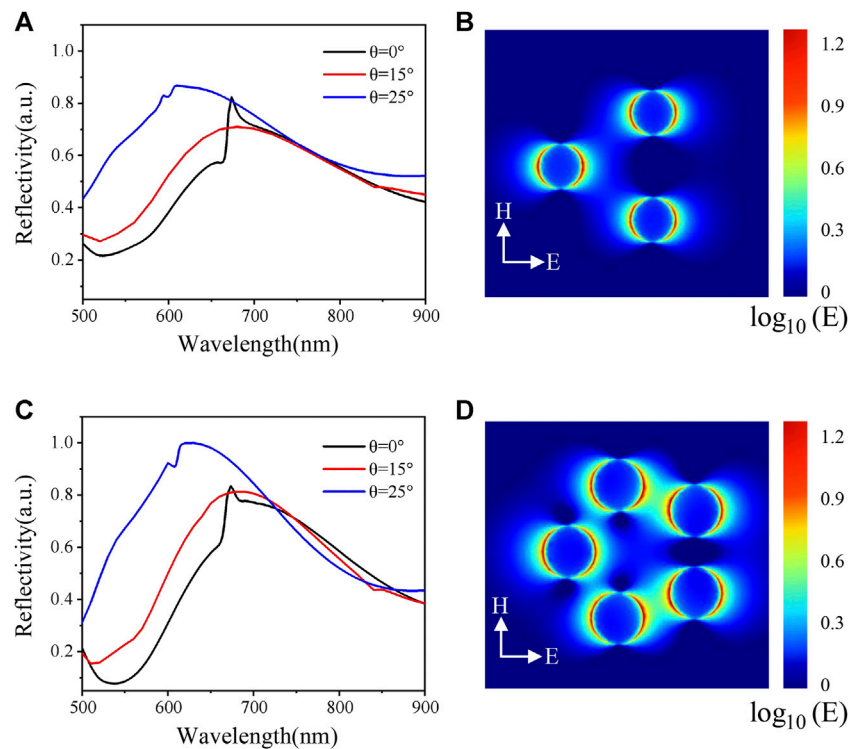 A
Reflectivity(a.u.)
1.0
0.8
0.6
0.4
0.2
θ=0°
θ=15°
θ=25°
500 600 700 800 900
Wavelength(nm)
B
H
E
1.2
0.9
0.6
0.3
0
log10 (E)
C
Reflectivity(a.u.)
1.0
0.8
0.6
0.4
0.2
θ=0°
θ=15°
θ=25°
500 600 700 800 900
Wavelength(nm)
D
H
E
1.2
0.9
0.6
0.3
0
log10 (E)